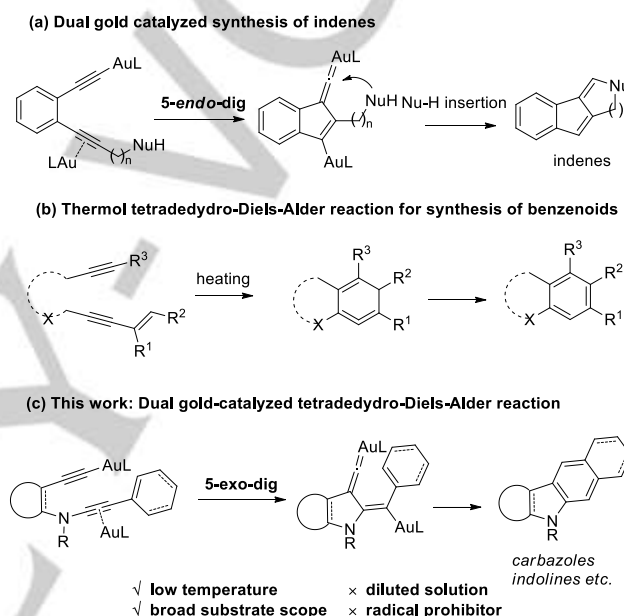 (a) Dual gold catalyzed synthesis of indenes
AuL
AuL
5-endo-dig
NuH
Nu-H insertion
Nu
NuH
( )n
( )n
( )n
LAu
AuL
indenes
(b) Thermol tetradedydro-Diels-Alder reaction for synthesis of benzenoids
R3
R3
R3
heating
R2
R2
R2
X
X
X
R1
R1
R1
(c) This work: Dual gold-catalyzed tetradedydro-Diels-Alder reaction
AuL
AuL
5-exo-dig
N
AuL
N
AuL
N
R
R
R
carbazoles
indolines etc.
√ low temperature × diluted solution
√ broad substrate scope × radical prohibitor